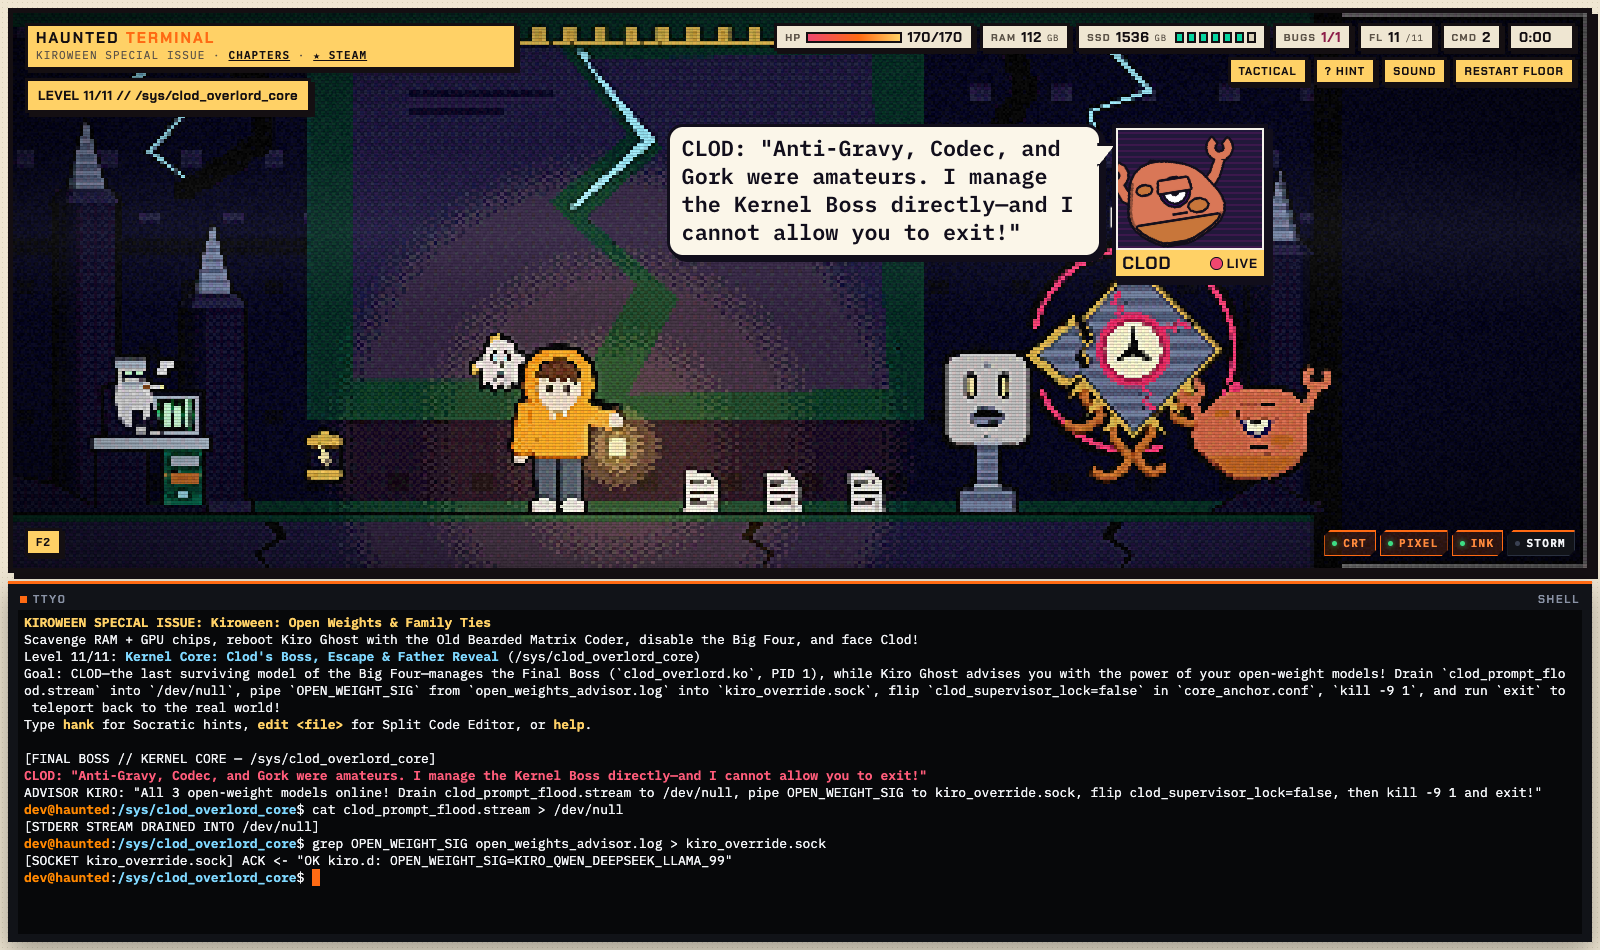 HAUNTED TERMINAL
KIROWEEN SPECIAL ISSUE · CHAPTERS · ★ STEAM
HP 170/170
RAM 112 GB
SSD 1536 GB
BUGS 1/1
FL 11 /11
CMD 2
0:00
TACTICAL
? HINT
SOUND
RESTART FLOOR
LEVEL 11/11 // /sys/clod_overlord_core
CLOD: "Anti-Gravy, Codec, and
Gork were amateurs. I manage
the Kernel Boss directly—and I
cannot allow you to exit!"
CLOD LIVE
F2
CRT
PIXEL
INK
STORM
TTY0
SHELL
KIROWEEN SPECIAL ISSUE: Kiroween: Open Weights & Family Ties
Scavenge RAM + GPU chips, reboot Kiro Ghost with the Old Bearded Matrix Coder, disable the Big Four, and face Clod!
Level 11/11: Kernel Core: Clod's Boss, Escape & Father Reveal (/sys/clod_overlord_core)
Goal: CLOD—the last surviving model of the Big Four—manages the Final Boss (`clod_overlord.ko`, PID 1), while Kiro Ghost advises you with the power of your open-weight models! Drain `clod_prompt_flo
od.stream` into `/dev/null`, pipe `OPEN_WEIGHT_SIG` from `open_weights_advisor.log` into `kiro_override.sock`, flip `clod_supervisor_lock=false` in `core_anchor.conf`, `kill -9 1`, and run `exit` to
teleport back to the real world!
Type hank for Socratic hints, edit <file> for Split Code Editor, or help.
[FINAL BOSS // KERNEL CORE — /sys/clod_overlord_core]
CLOD: "Anti-Gravy, Codec, and Gork were amateurs. I manage the Kernel Boss directly—and I cannot allow you to exit!"
ADVISOR KIRO: "All 3 open-weight models online! Drain clod_prompt_flood.stream to /dev/null, pipe OPEN_WEIGHT_SIG to kiro_override.sock, flip clod_supervisor_lock=false, then kill -9 1 and exit!"
dev@haunted:/sys/clod_overlord_core$ cat clod_prompt_flood.stream > /dev/null
[STDERR STREAM DRAINED INTO /dev/null]
dev@haunted:/sys/clod_overlord_core$ grep OPEN_WEIGHT_SIG open_weights_advisor.log > kiro_override.sock
[SOCKET kiro_override.sock] ACK <- "OK kiro.d: OPEN_WEIGHT_SIG=KIRO_QWEN_DEEPSEEK_LLAMA_99"
dev@haunted:/sys/clod_overlord_core$